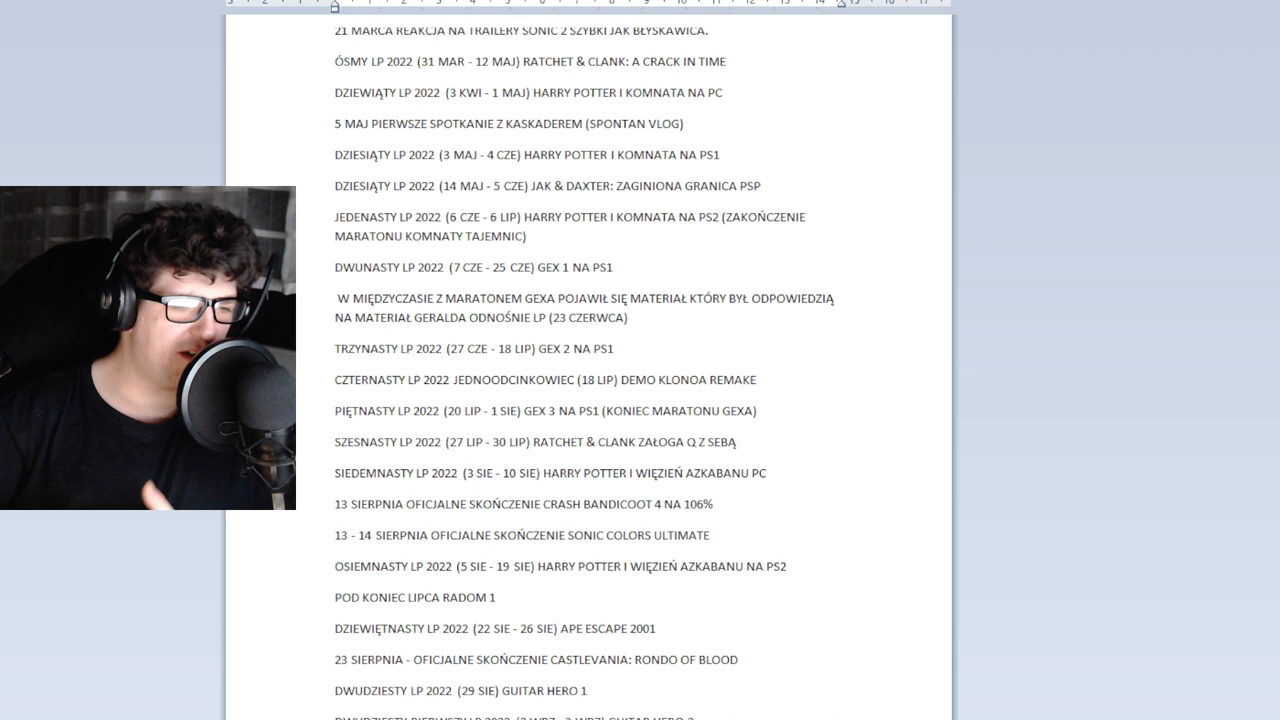 21 MARCA REAKCJA NA TRAILERY SONIC 2 SZYBKI JAK BŁYSKAWICA.
ÓSMY LP 2022 (31 MAR - 12 MAJ) RATCHET & CLANK: A CRACK IN TIME
DZIEWIĄTY LP 2022 (3 KWI - 1 MAJ) HARRY POTTER I KOMNATA NA PC
5 MAJ PIERWSZE SPOTKANIE Z KASKADEREM (SPONTAN VLOG)
DZIESIĄTY LP 2022 (3 MAJ - 4 CZE) HARRY POTTER I KOMNATA NA PS1
DZIESIĄTY LP 2022 (14 MAJ - 5 CZE) JAK & DAXTER: ZAGINIONA GRANICA PSP
JEDENASTY LP 2022 (6 CZE - 6 LIP) HARRY POTTER I KOMNATA NA PS2 (ZAKOŃCZENIE
MARATONU KOMNATY TAJEMNIC)
DWUNASTY LP 2022 (7 CZE - 25 CZE) GEX 1 NA PS1
W MIĘDZYCZASIE Z MARATONEM GEXA POJAWIŁ SIĘ MATERIAŁ KTÓRY BYŁ ODPOWIEDZIĄ
NA MATERIAŁ GERALDA ODNOŚNIE LP (23 CZERWCA)
TRZYNASTY LP 2022 (27 CZE - 18 LIP) GEX 2 NA PS1
CZTERNASTY LP 2022 JEDNOODCINKOWIEC (18 LIP) DEMO KLONOA REMAKE
PIĘTNASTY LP 2022 (20 LIP - 1 SIE) GEX 3 NA PS1 (KONIEC MARATONU GEXA)
SZESNASTY LP 2022 (27 LIP - 30 LIP) RATCHET & CLANK ZAŁOGA Q Z SEBĄ
SIEDEMNASTY LP 2022 (3 SIE - 10 SIE) HARRY POTTER I WIĘZIEŃ AZKABANU PC
13 SIERPNIA OFICJALNE SKOŃCZENIE CRASH BANDICOOT 4 NA 106%
13 - 14 SIERPNIA OFICJALNE SKOŃCZENIE SONIC COLORS ULTIMATE
OSIEMNASTY LP 2022 (5 SIE - 19 SIE) HARRY POTTER I WIĘZIEŃ AZKABANU NA PS2
POD KONIEC LIPCA RADOM 1
DZIEWIĘTNASTY LP 2022 (22 SIE - 26 SIE) APE ESCAPE 2001
23 SIERPNIA - OFICJALNE SKOŃCZENIE CASTLEVANIA: RONDO OF BLOOD
DWUDZIESTY LP 2022 (29 SIE) GUITAR HERO 1